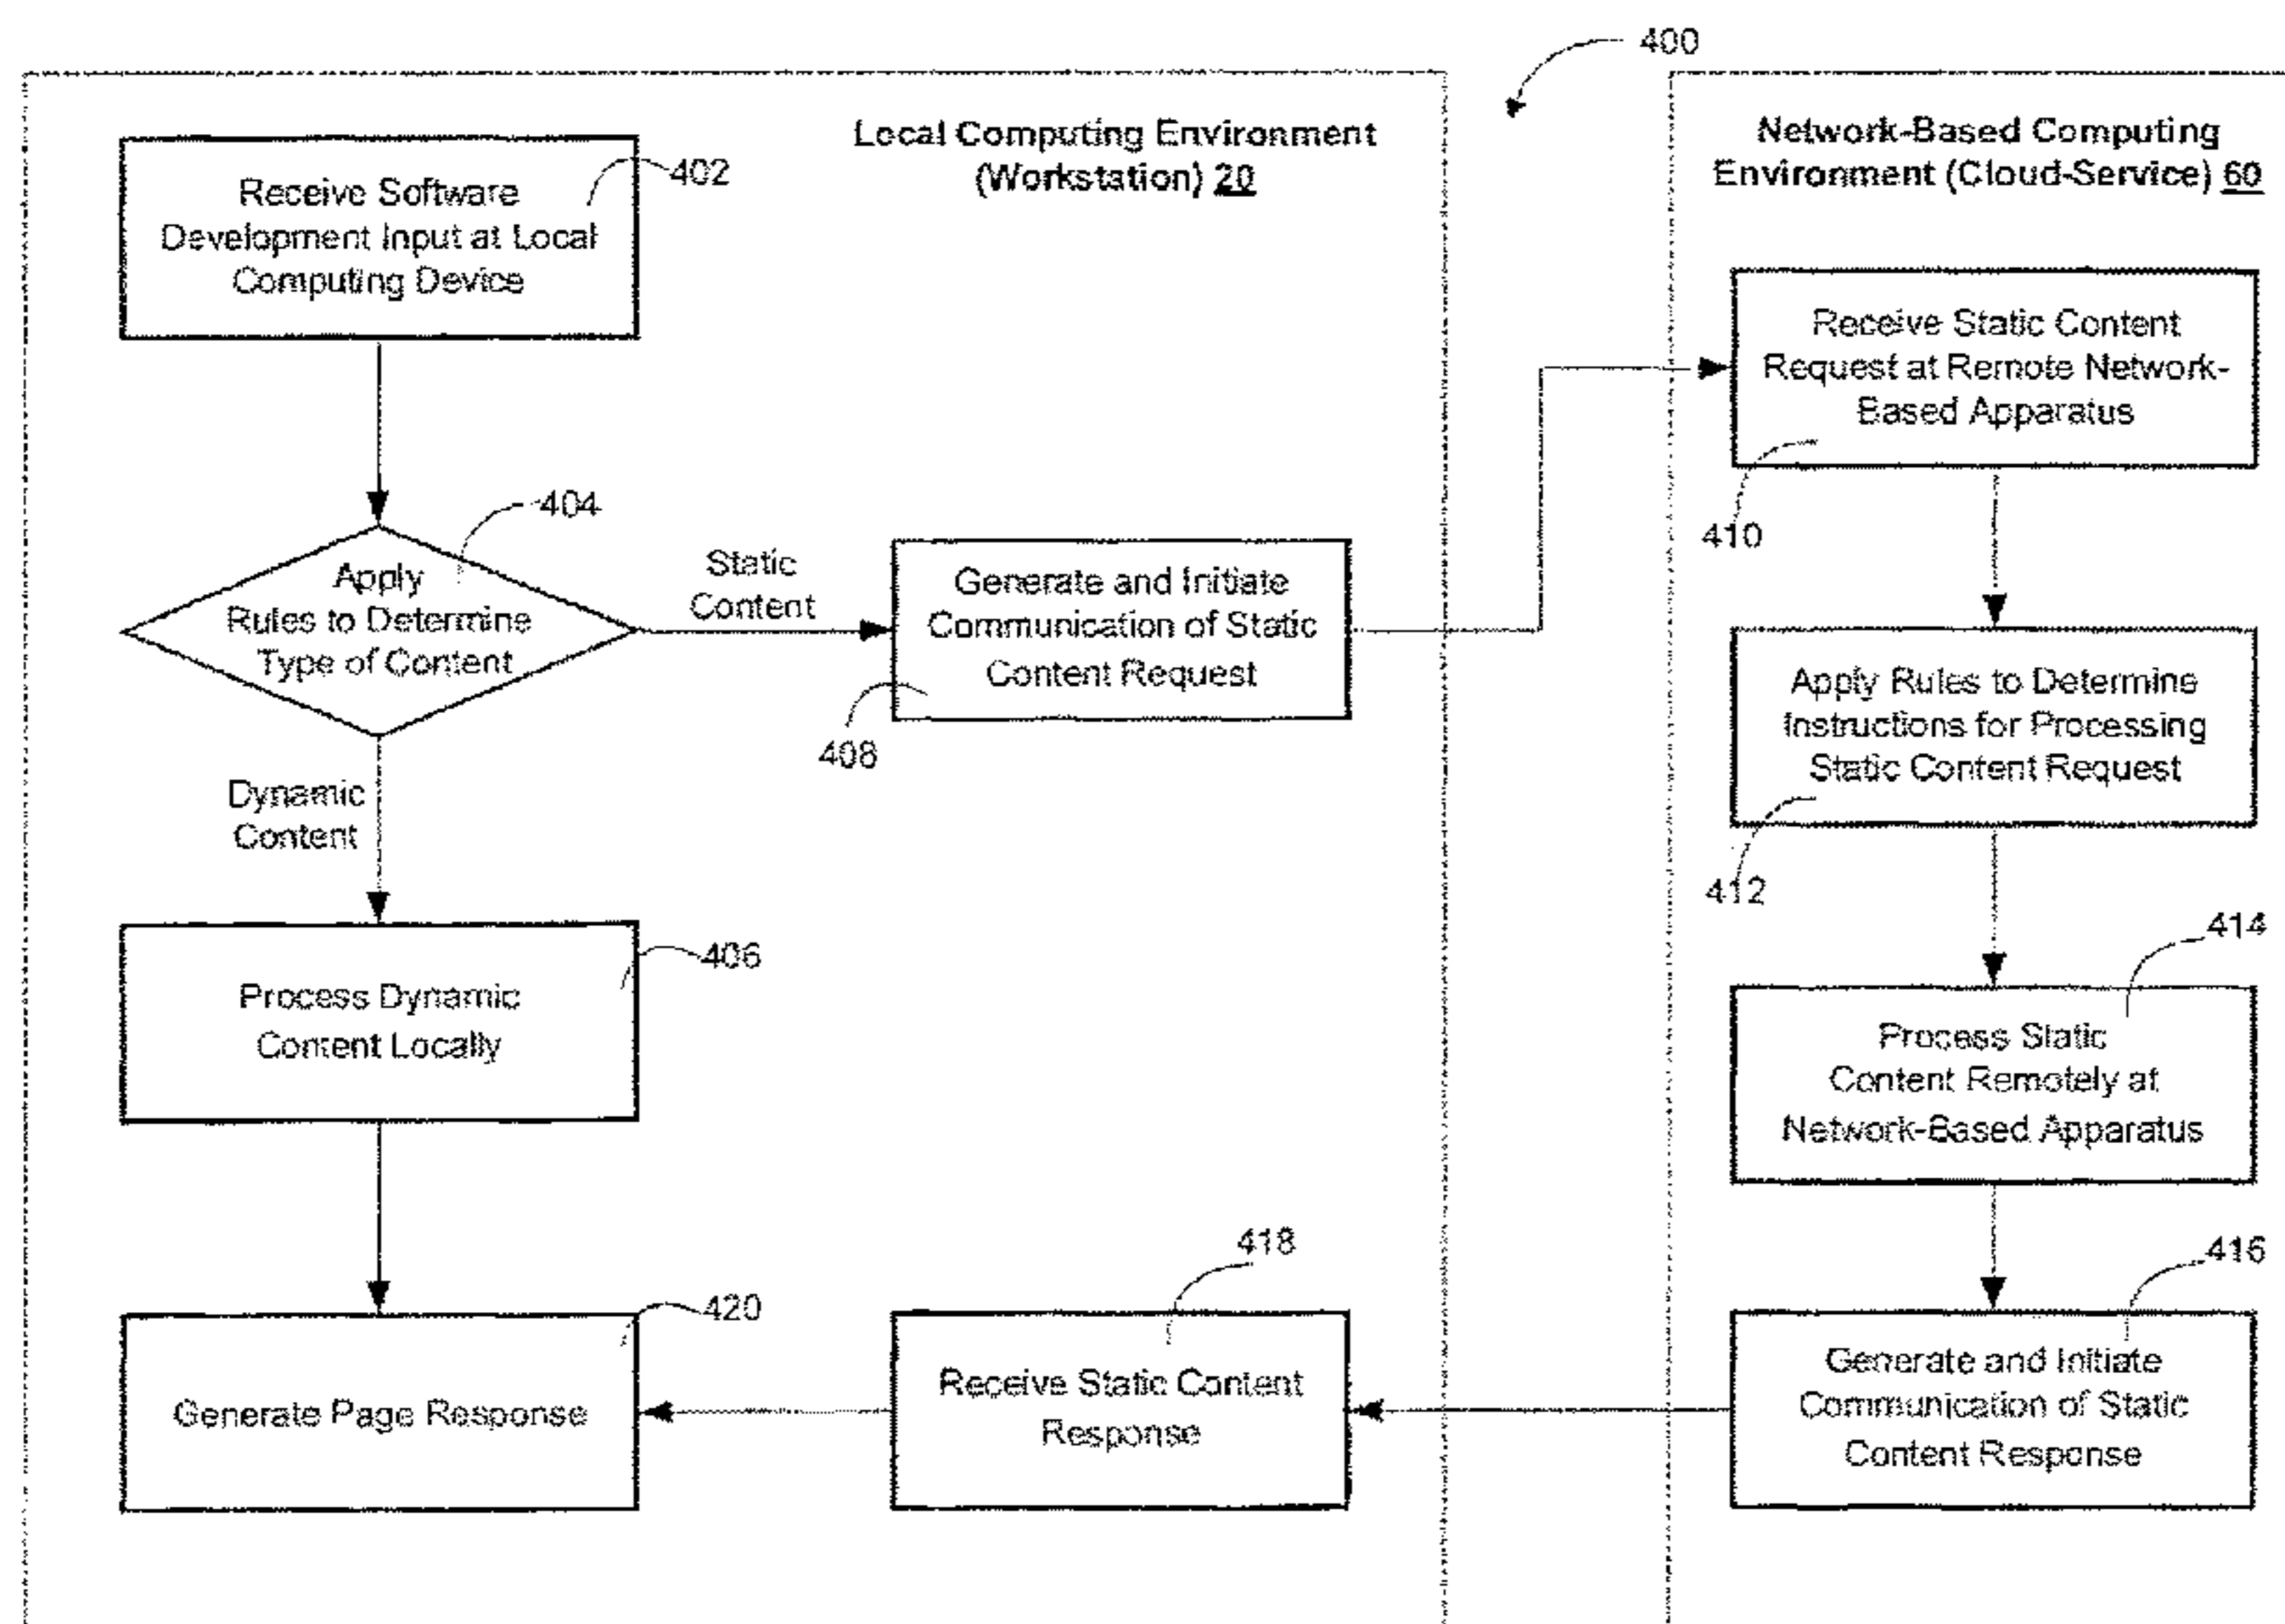 400
Local Computing Environment
(Workstation) 20
Network-Based Computing
Environment (Cloud-Service) 60
Receive Software
Development Input at Local
Computing Device
402
404
Apply
Rules to Determine
Type of Content
Static
Content
Generate and Initiate
Communication of Static
Content Request
408
Receive Static Content
Request at Remote Network-
Based Apparatus
410
Apply Rules to Determine
Instructions for Processing
Static Content Request
412
Dynamic
Content
Process Dynamic
Content Locally
406
414
Process Static
Content Remotely at
Network-Based Apparatus
416
Generate and Initiate
Communication of Static
Content Response
418
Receive Static Content
Response
420
Generate Page Response